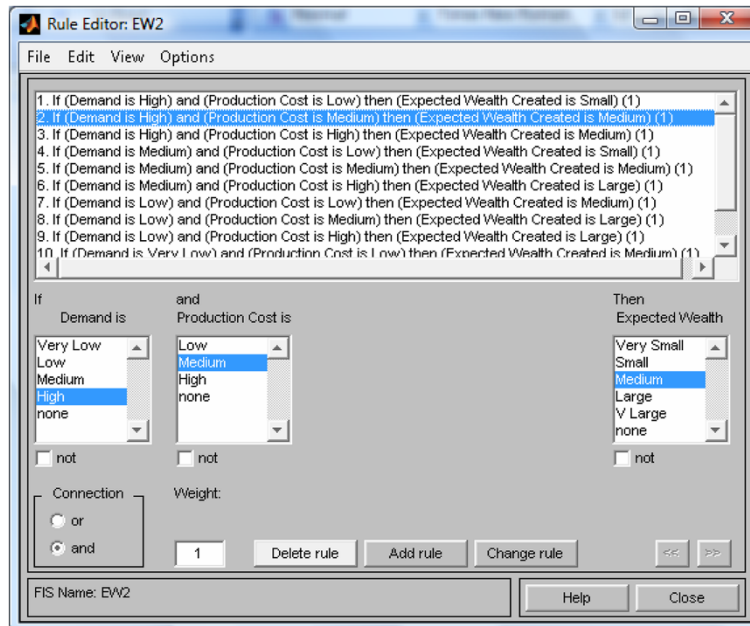 Rule Editor: EW2
File Edit View Options
1. If (Demand is High) and (Production Cost is Low) then (Expected Wealth Created is Small) (1)
2. If (Demand is High) and (Production Cost is Medium) then (Expected Wealth Created is Medium) (1)
3. If (Demand is High) and (Production Cost is High) then (Expected Wealth Created is Medium) (1)
4. If (Demand is Medium) and (Production Cost is Low) then (Expected Wealth Created is Small) (1)
5. If (Demand is Medium) and (Production Cost is Medium) then (Expected Wealth Created is Medium) (1)
6. If (Demand is Medium) and (Production Cost is High) then (Expected Wealth Created is Large) (1)
7. If (Demand is Low) and (Production Cost is Low) then (Expected Wealth Created is Medium) (1)
8. If (Demand is Low) and (Production Cost is Medium) then (Expected Wealth Created is Large) (1)
9. If (Demand is Low) and (Production Cost is High) then (Expected Wealth Created is Large) (1)
10. If (Demand is Very Low) and (Production Cost is Low) then (Expected Wealth Created is Medium) (1)
If and Then
Demand is Production Cost is Expected Wealth
Very Low Low Very Small
Low Medium Small
Medium High Medium
High none Large
none V Large
none
not not not
Connection Weight:
or
and 1 Delete rule Add rule Change rule << >>
FIS Name: EW2 Help Close